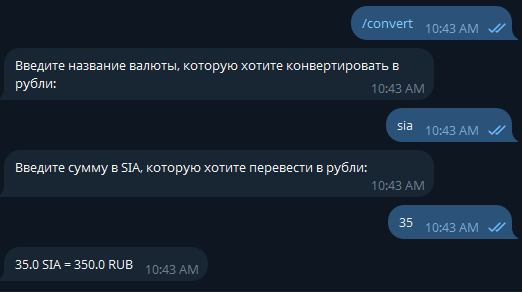 /convert 10:43 AM
Введите название валюты, которую хотите конвертировать в
рубли:
10:43 AM
sia 10:43 AM
Введите сумму в SIA, которую хотите перевести в рубли:
10:43 AM
35 10:43 AM
35.0 SIA = 350.0 RUB 10:43 AM